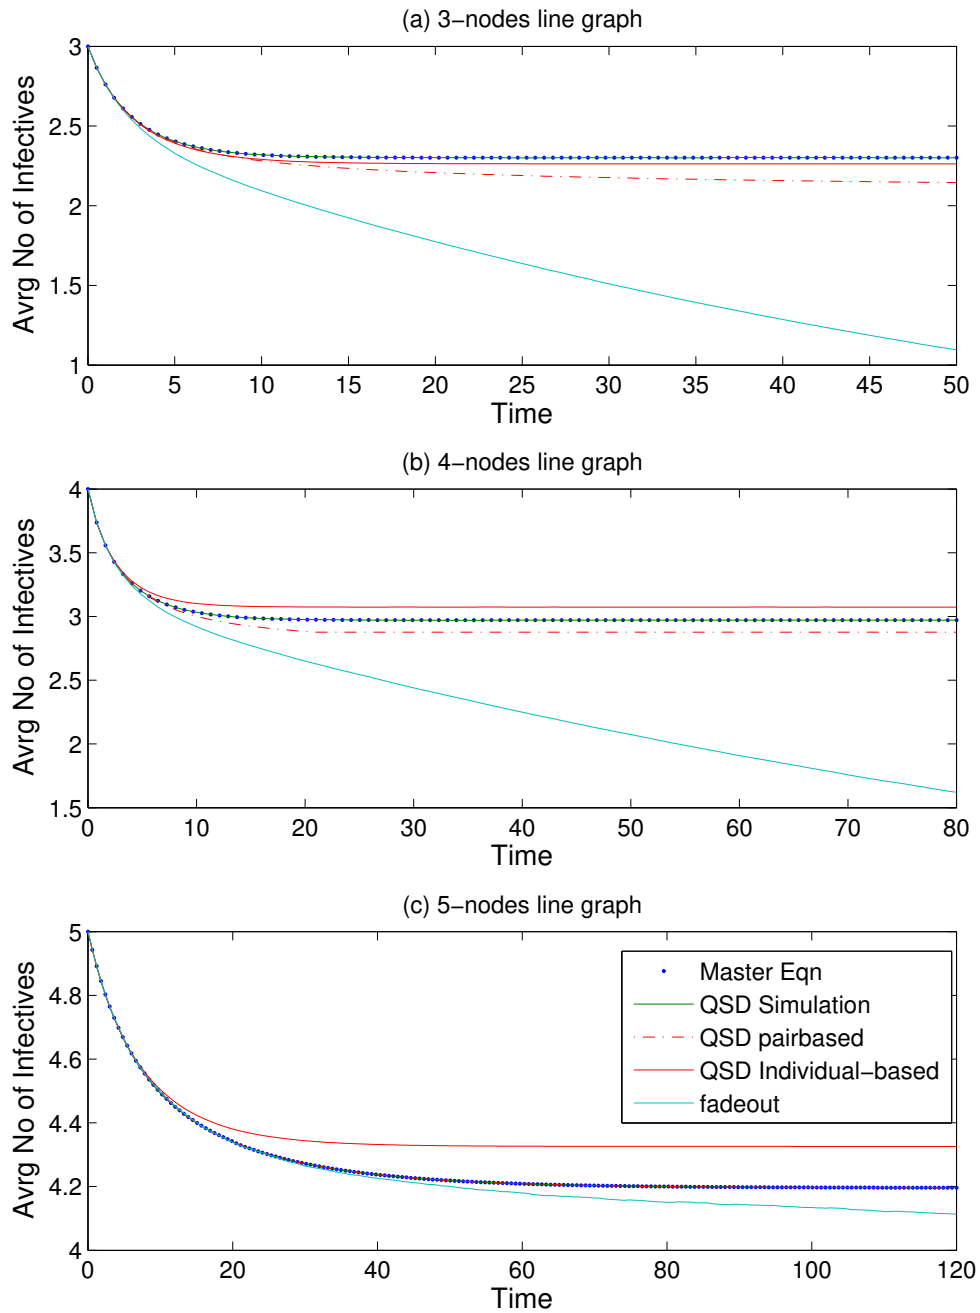 (a) 3−nodes line graph
3
2.5
2
1.5
1
Avrg No of Infectives
0 5 10 15 20 25 30 35 40 45 50
Time
(b) 4−nodes line graph
4
3.5
3
2.5
2
1.5
Avrg No of Infectives
0 10 20 30 40 50 60 70 80
Time
(c) 5−nodes line graph
5
4.8
4.6
4.4
4.2
4
Avrg No of Infectives
Master Eqn
QSD Simulation
QSD pairbased
QSD Individual−based
fadeout
0 20 40 60 80 100 120
Time